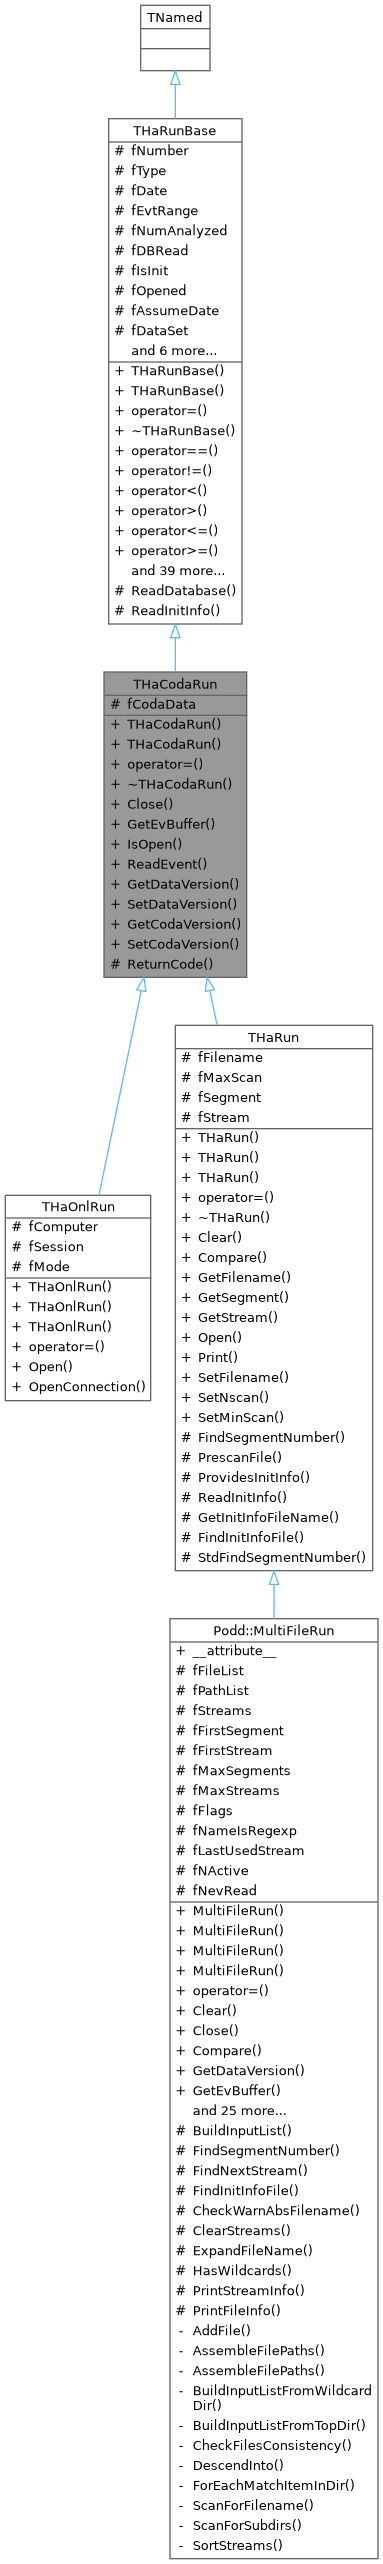 TNamed
THaRunBase
# fNumber
# fType
# fDate
# fEvtRange
# fNumAnalyzed
# fDBRead
# fIsInit
# fOpened
# fAssumeDate
# fDataSet
and 6 more...
+ THaRunBase()
+ THaRunBase()
+ operator=()
+ ~THaRunBase()
+ operator==()
+ operator!=()
+ operator<()
+ operator>()
+ operator<=()
+ operator>=()
and 39 more...
# ReadDatabase()
# ReadInitInfo()
THaCodaRun
# fCodaData
+ THaCodaRun()
+ THaCodaRun()
+ operator=()
+ ~THaCodaRun()
+ Close()
+ GetEvBuffer()
+ IsOpen()
+ ReadEvent()
+ GetDataVersion()
+ SetDataVersion()
+ GetCodaVersion()
+ SetCodaVersion()
# ReturnCode()
THaOnlRun
# fComputer
# fSession
# fMode
+ THaOnlRun()
+ THaOnlRun()
+ THaOnlRun()
+ operator=()
+ Open()
+ OpenConnection()
THaRun
# fFilename
# fMaxScan
# fSegment
# fStream
+ THaRun()
+ THaRun()
+ THaRun()
+ operator=()
+ ~THaRun()
+ Clear()
+ Compare()
+ GetFilename()
+ GetSegment()
+ GetStream()
+ Open()
+ Print()
+ SetFilename()
+ SetNscan()
+ SetMinScan()
# FindSegmentNumber()
# PrescanFile()
# ProvidesInitInfo()
# ReadInitInfo()
# GetInitInfoFileName()
# FindInitInfoFile()
# StdFindSegmentNumber()
Podd::MultiFileRun
+ __attribute__
# fFileList
# fPathList
# fStreams
# fFirstSegment
# fFirstStream
# fMaxSegments
# fMaxStreams
# fFlags
# fNameIsRegexp
# fLastUsedStream
# fNActive
# fNevRead
+ MultiFileRun()
+ MultiFileRun()
+ MultiFileRun()
+ MultiFileRun()
+ operator=()
+ Clear()
+ Close()
+ Compare()
+ GetDataVersion()
+ GetEvBuffer()
and 25 more...
# BuildInputList()
# FindSegmentNumber()
# FindNextStream()
# FindInitInfoFile()
# CheckWarnAbsFilename()
# ClearStreams()
# ExpandFileName()
# HasWildcards()
# PrintStreamInfo()
# PrintFileInfo()
- AddFile()
- AssembleFilePaths()
- AssembleFilePaths()
- BuildInputListFromWildcard
Dir()
- BuildInputListFromTopDir()
- CheckFilesConsistency()
- DescendInto()
- ForEachMatchItemInDir()
- ScanForFilename()
- ScanForSubdirs()
- SortStreams()